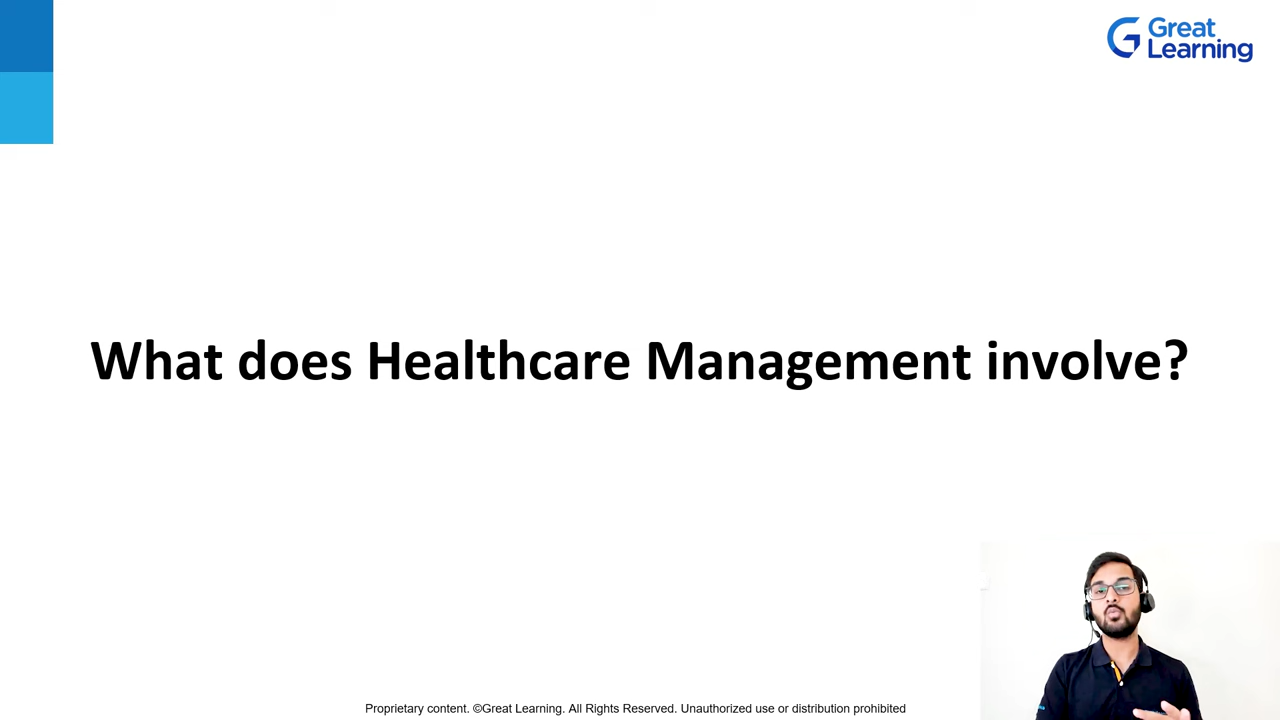 Great
Learning
What does Healthcare Management involve?
Proprietary content. ©Great Learning. All Rights Reserved. Unauthorized use or distribution prohibited